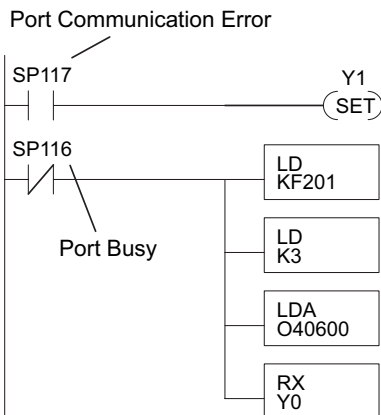 Port Communication Error
SP117
Y1
SET
SP116
LD
KF201
Port Busy
LD
K3
LDA
O40600
RX
Y0